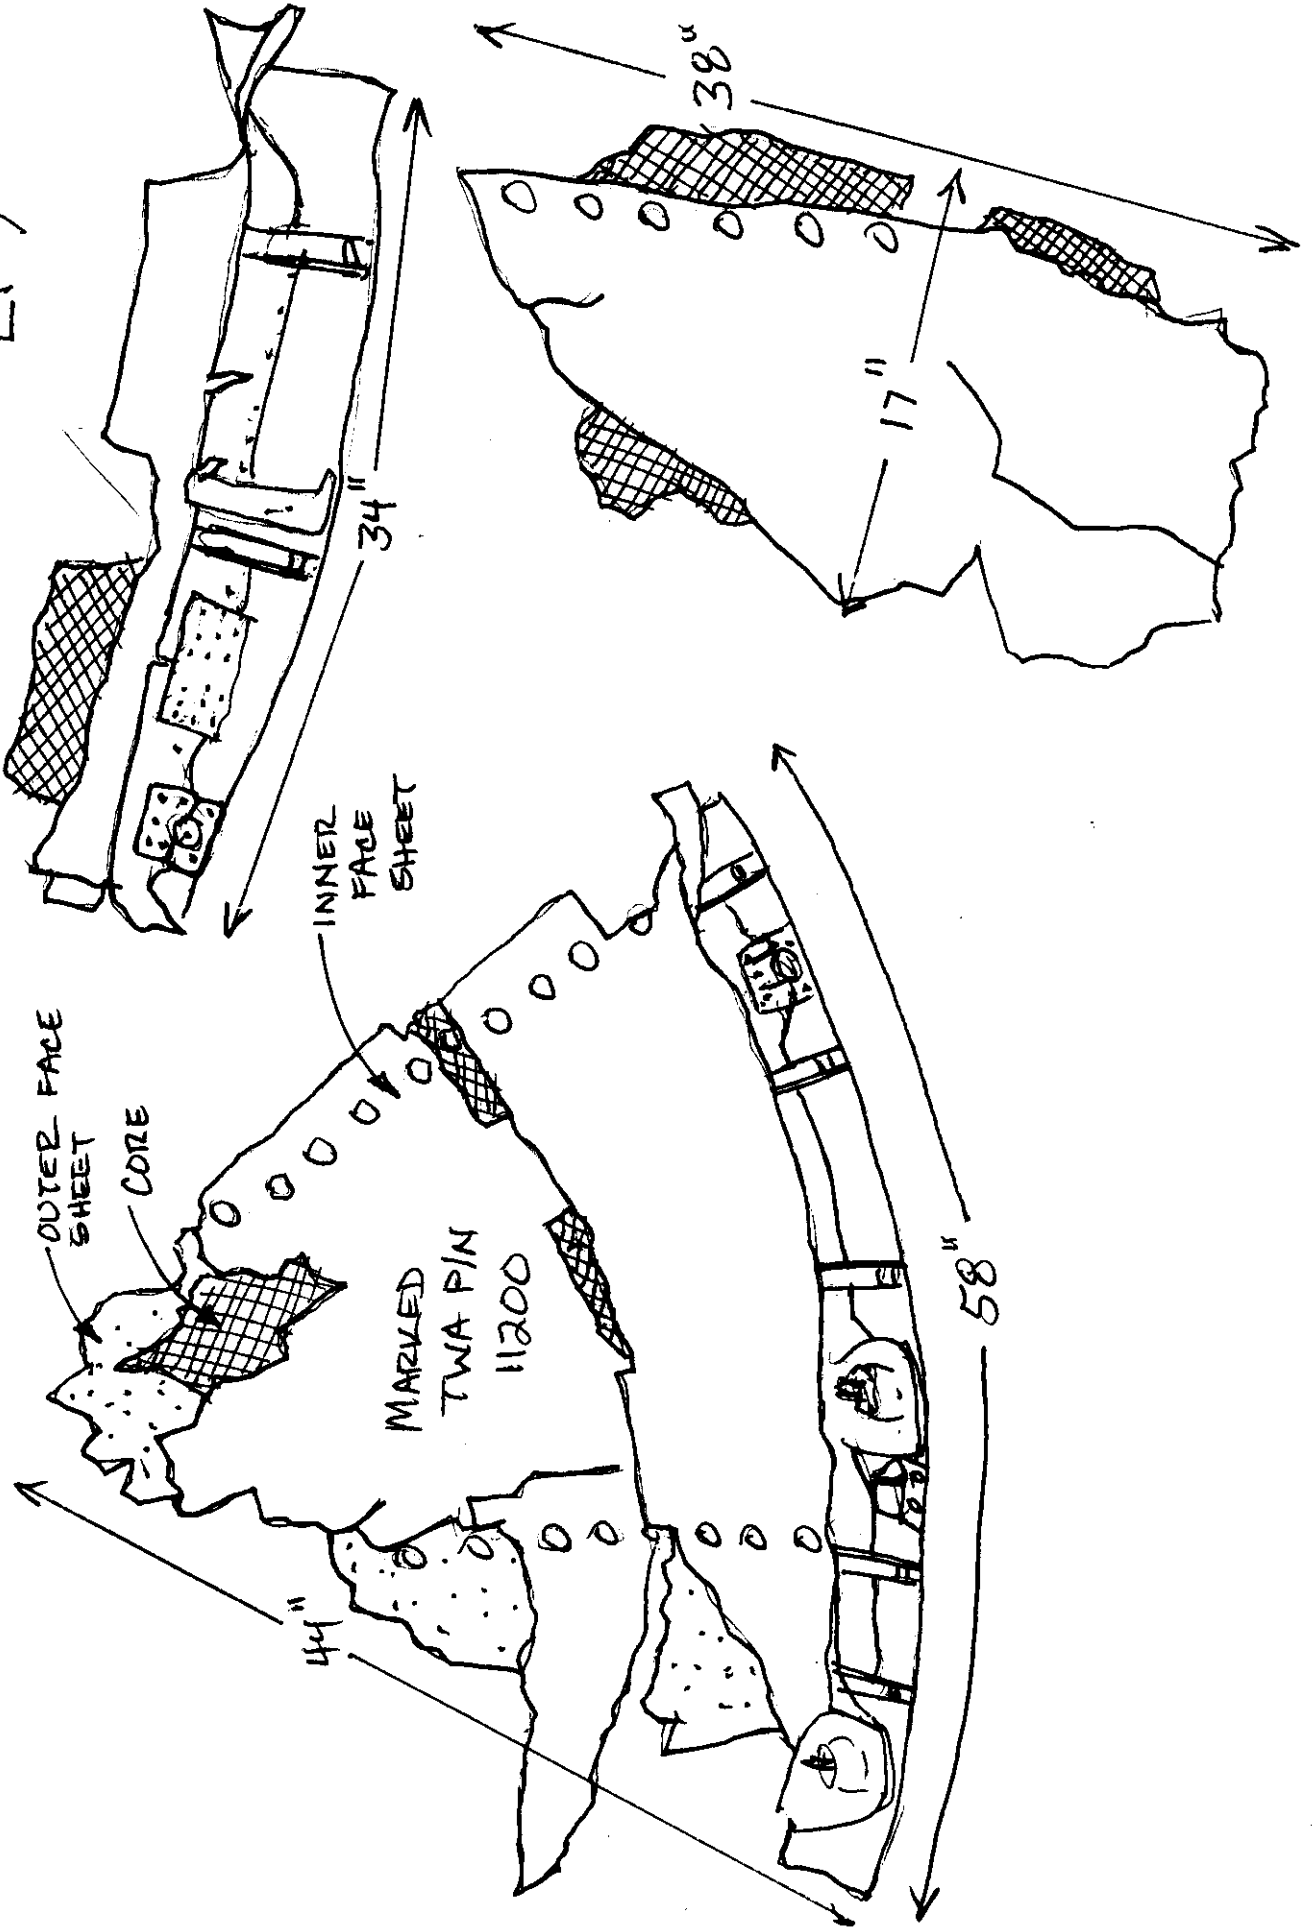 38"
34"
17"
INNER
FACE
SHEET
OUTER FACE
SHEET
CORE
MARKED
TWA P/N
11200
44"
58"